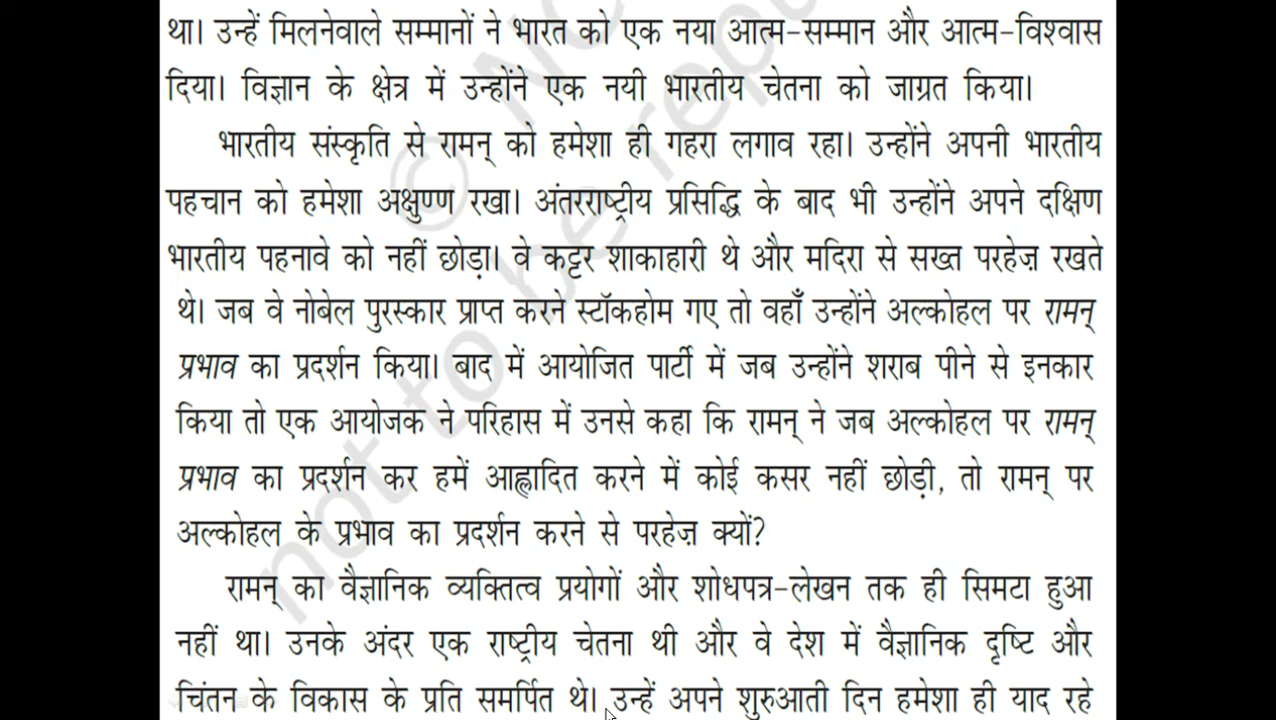 था। उन्हें मिलनेवाले सम्मानों ने भारत को एक नया आत्म-सम्मान और आत्म-विश्वास
दिया। विज्ञान के क्षेत्र में उन्होंने एक नयी भारतीय चेतना को जाग्रत किया।
भारतीय संस्कृति से रामन् को हमेशा ही गहरा लगाव रहा। उन्होंने अपनी भारतीय
पहचान को हमेशा अक्षुण्ण रखा। अंतरराष्ट्रीय प्रसिद्धि के बाद भी उन्होंने अपने दक्षिण
भारतीय पहनावे को नहीं छोड़ा। वे कट्टर शाकाहारी थे और मदिरा से सख्त परहेज़ रखते
थे। जब वे नोबेल पुरस्कार प्राप्त करने स्टॉकहोम गए तो वहाँ उन्होंने अल्कोहल पर रामन्
प्रभाव का प्रदर्शन किया। बाद में आयोजित पार्टी में जब उन्होंने शराब पीने से इनकार
किया तो एक आयोजक ने परिहास में उनसे कहा कि रामन् ने जब अल्कोहल पर रामन्
प्रभाव का प्रदर्शन कर हमें आह्लादित करने में कोई कसर नहीं छोड़ी, तो रामन् पर
अल्कोहल के प्रभाव का प्रदर्शन करने से परहेज़ क्यों?
रामन् का वैज्ञानिक व्यक्तित्व प्रयोगों और शोधपत्र-लेखन तक ही सिमटा हुआ
नहीं था। उनके अंदर एक राष्ट्रीय चेतना थी और वे देश में वैज्ञानिक दृष्टि और
चिंतन के विकास के प्रति समर्पित थे। उन्हें अपने शुरुआती दिन हमेशा ही याद रहे
© NC
not to be repu